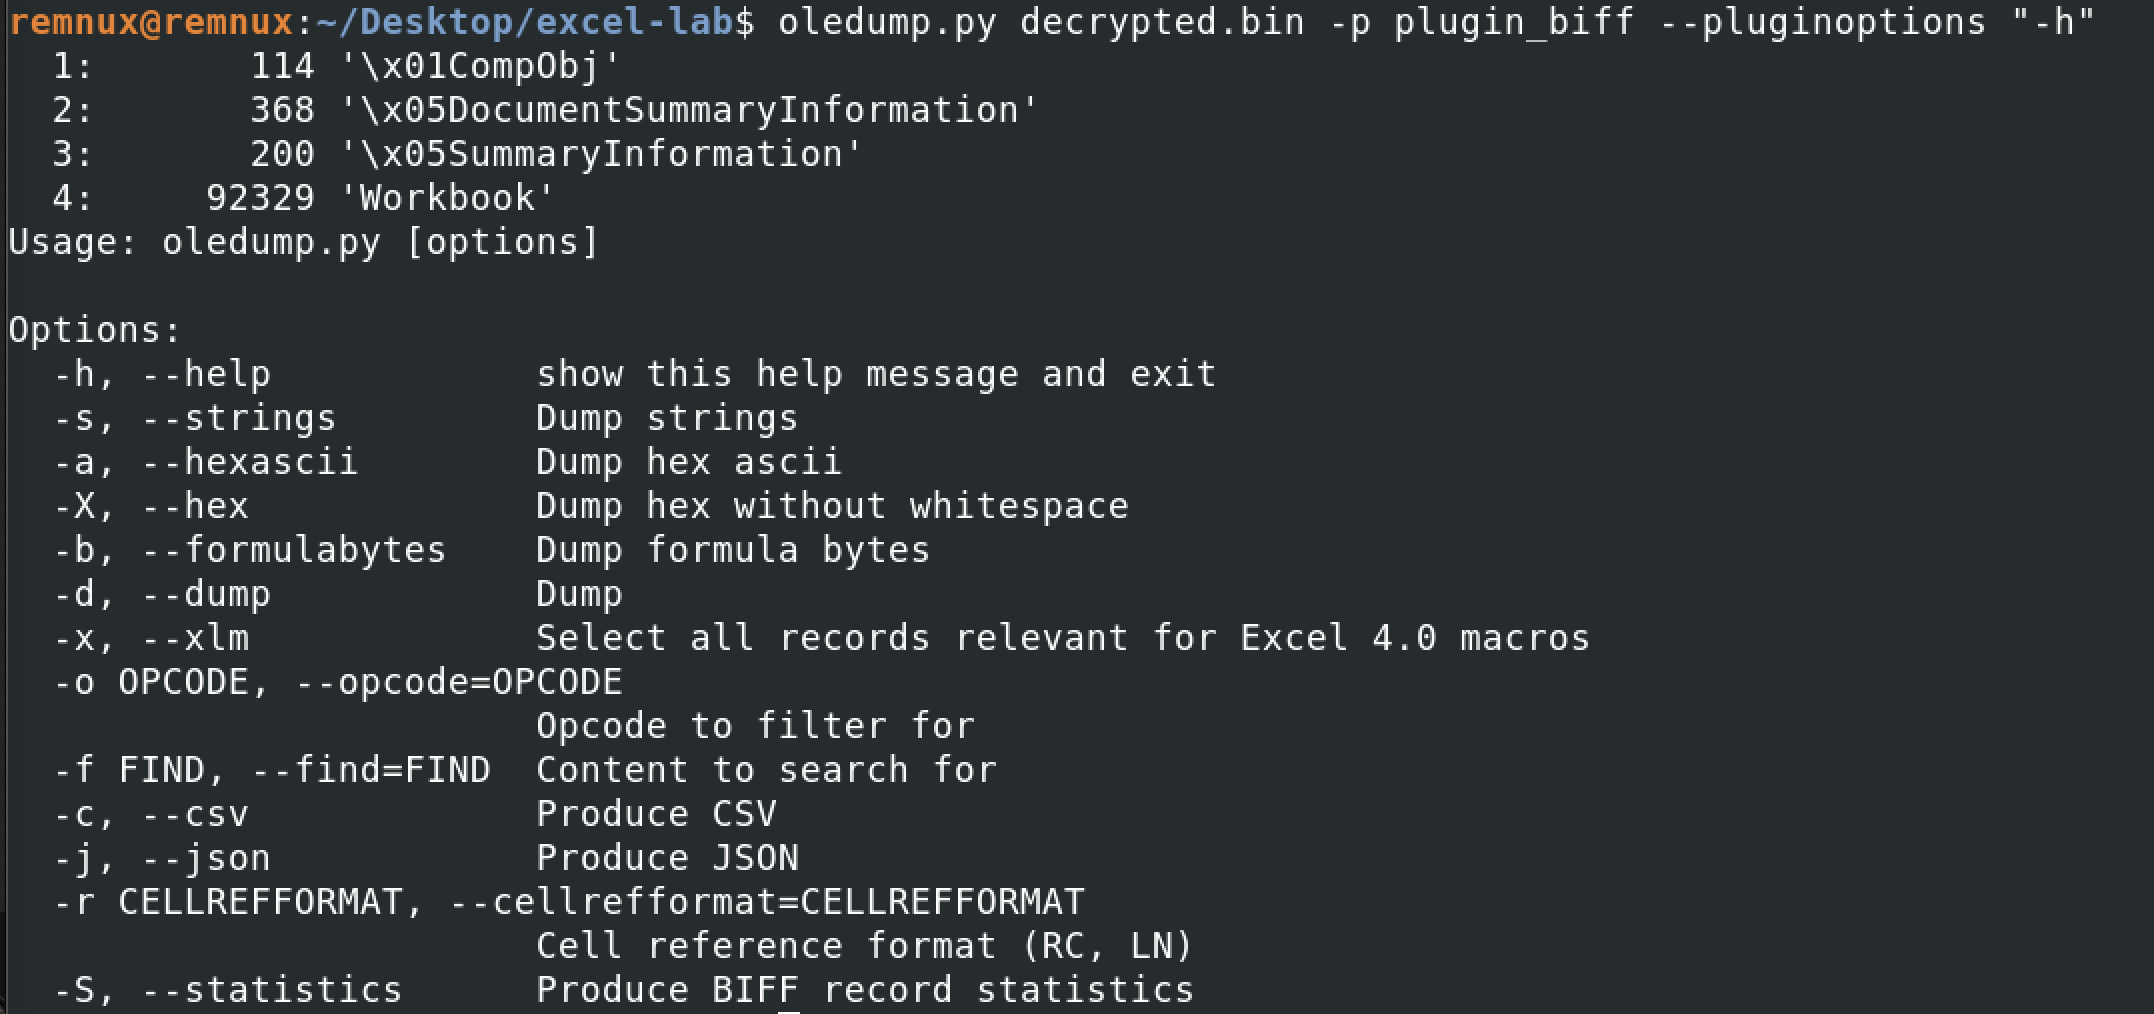 remnux@remnux:~/Desktop/excel-lab$ oledump.py decrypted.bin -p plugin_biff --pluginoptions "-h"
  1:       114 '\x01CompObj'
  2:       368 '\x05DocumentSummaryInformation'
  3:       200 '\x05SummaryInformation'
  4:     92329 'Workbook'
Usage: oledump.py [options]

Options:
  -h, --help            show this help message and exit
  -s, --strings         Dump strings
  -a, --hexascii        Dump hex ascii
  -X, --hex             Dump hex without whitespace
  -b, --formulabytes    Dump formula bytes
  -d, --dump            Dump
  -x, --xlm             Select all records relevant for Excel 4.0 macros
  -o OPCODE, --opcode=OPCODE
                        Opcode to filter for
  -f FIND, --find=FIND  Content to search for
  -c, --csv             Produce CSV
  -j, --json            Produce JSON
  -r CELLREFFORMAT, --cellrefformat=CELLREFFORMAT
                        Cell reference format (RC, LN)
  -S, --statistics      Produce BIFF record statistics